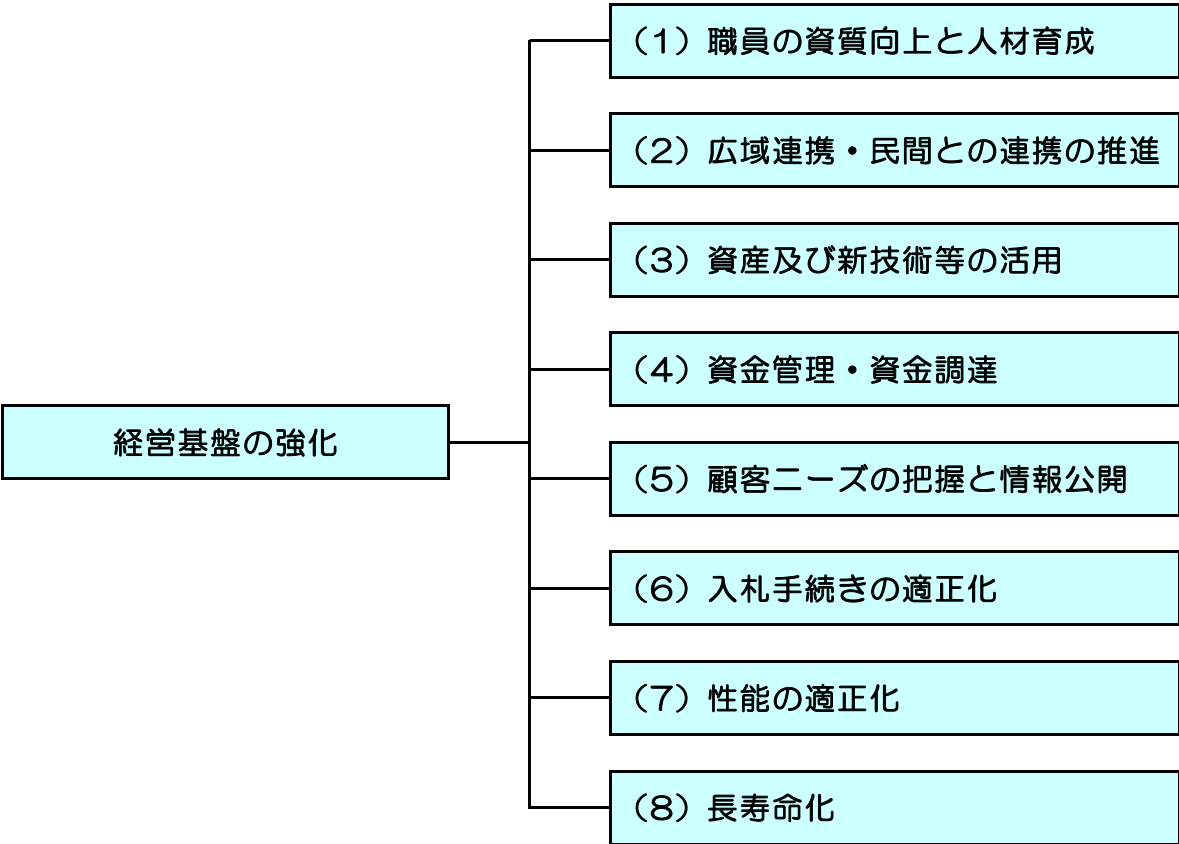 経営基盤の強化
（1）職員の資質向上と人材育成
（2）広域連携・民間との連携の推進
（3）資産及び新技術等の活用
（4）資金管理・資金調達
（5）顧客ニーズの把握と情報公開
（6）入札手続きの適正化
（7）性能の適正化
（8）長寿命化